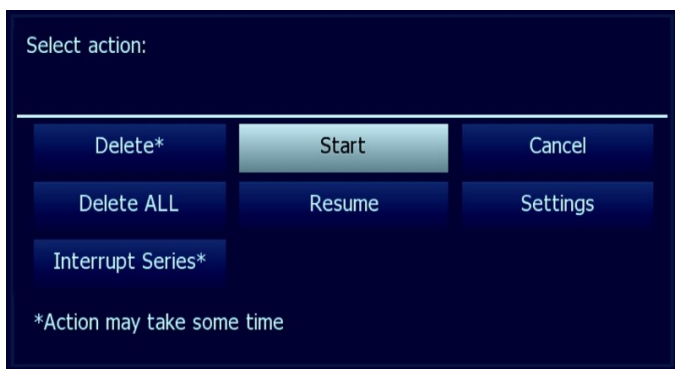 Select action:
Delete* Start Cancel
Delete ALL Resume Settings
Interrupt Series*
*Action may take some time